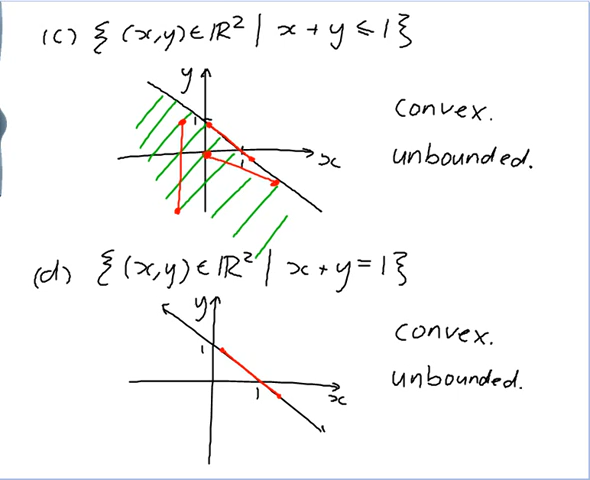 (c) { (x,y) ∈ ℝ² | x + y ≤ 1 }
y
1
convex.
unbounded.
x
1
(d) { (x,y) ∈ ℝ² | x + y = 1 }
y
1
convex.
unbounded.
1
x